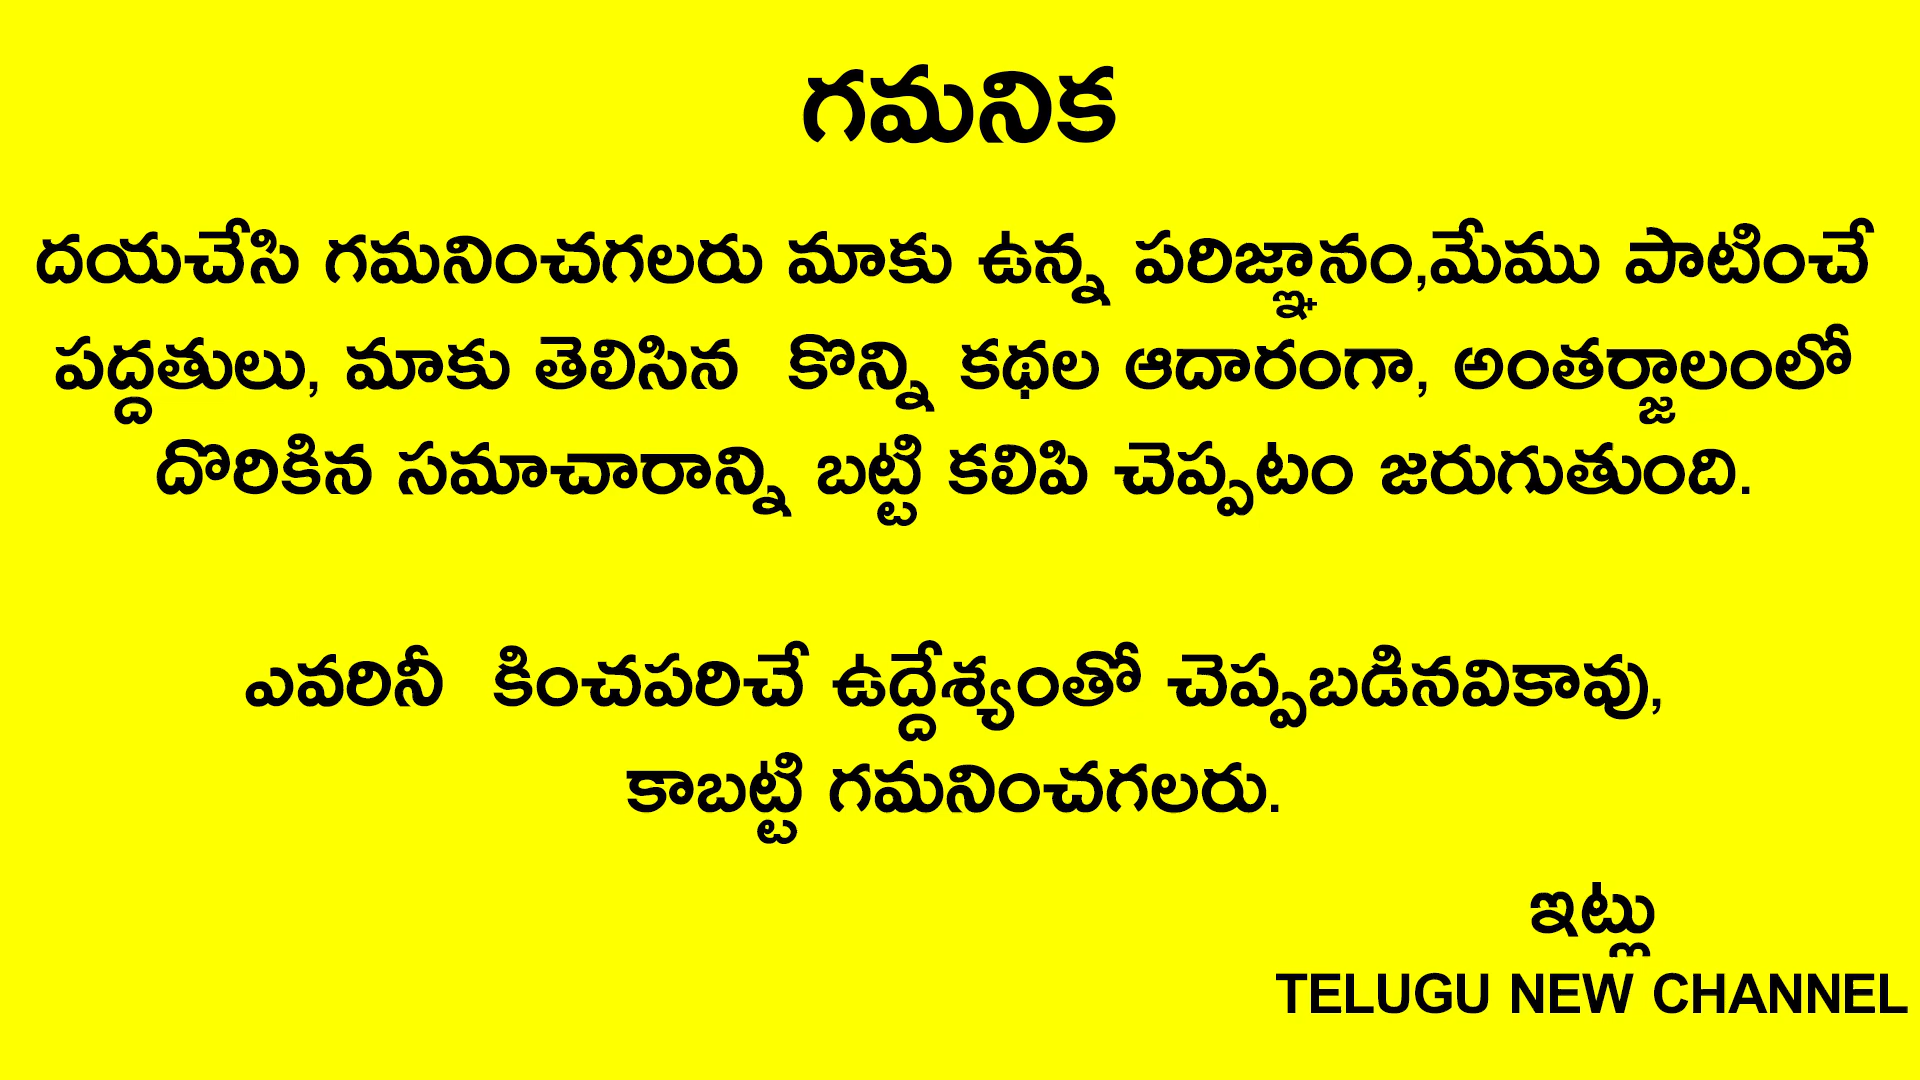 గమనిక
దయచేసి గమనించగలరు మాకు ఉన్న పరిజ్ఞానం,మేము పాటించే
పద్దతులు, మాకు తెలిసిన కొన్ని కథల ఆదారంగా, అంతర్జాలంలో
దొరికిన సమాచారాన్ని బట్టి కలిపి చెప్పటం జరుగుతుంది.
ఎవరినీ కించపరిచే ఉద్దేశ్యంతో చెప్పబడినవికావు,
కాబట్టి గమనించగలరు.
ఇట్లు
TELUGU NEW CHANNEL